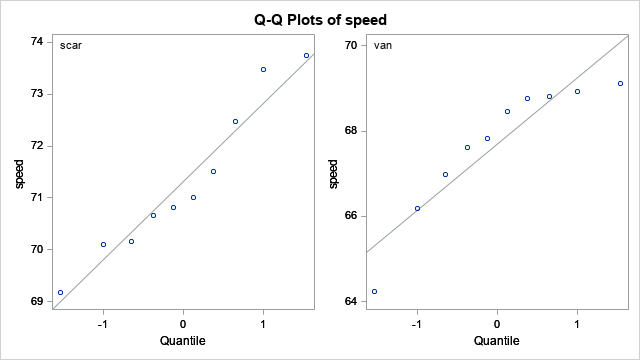 Q-Q Plots of speed
scar
74
73
72
71
70
69
speed
-1 0 1
Quantile
van
70
68
66
64
speed
-1 0 1
Quantile